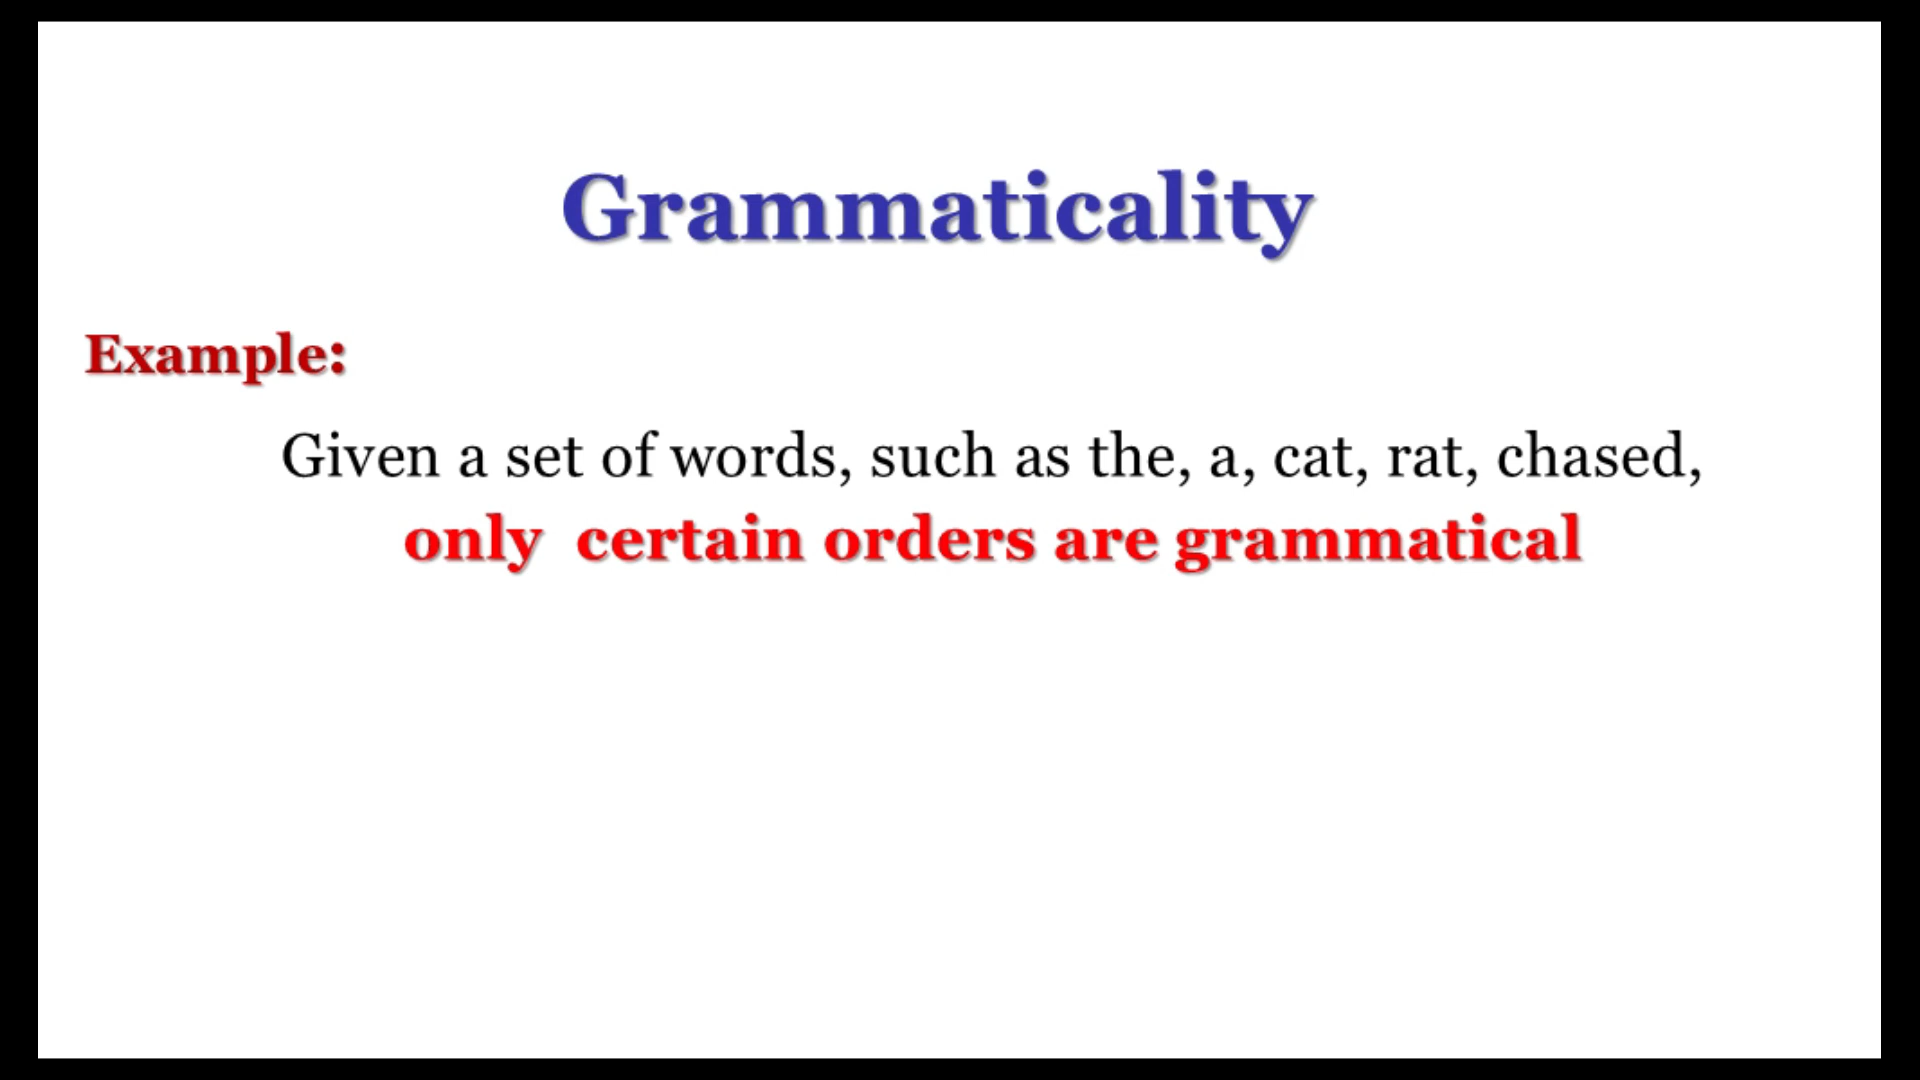 Grammaticality
Example:
Given a set of words, such as the, a, cat, rat, chased,
only  certain orders are grammatical